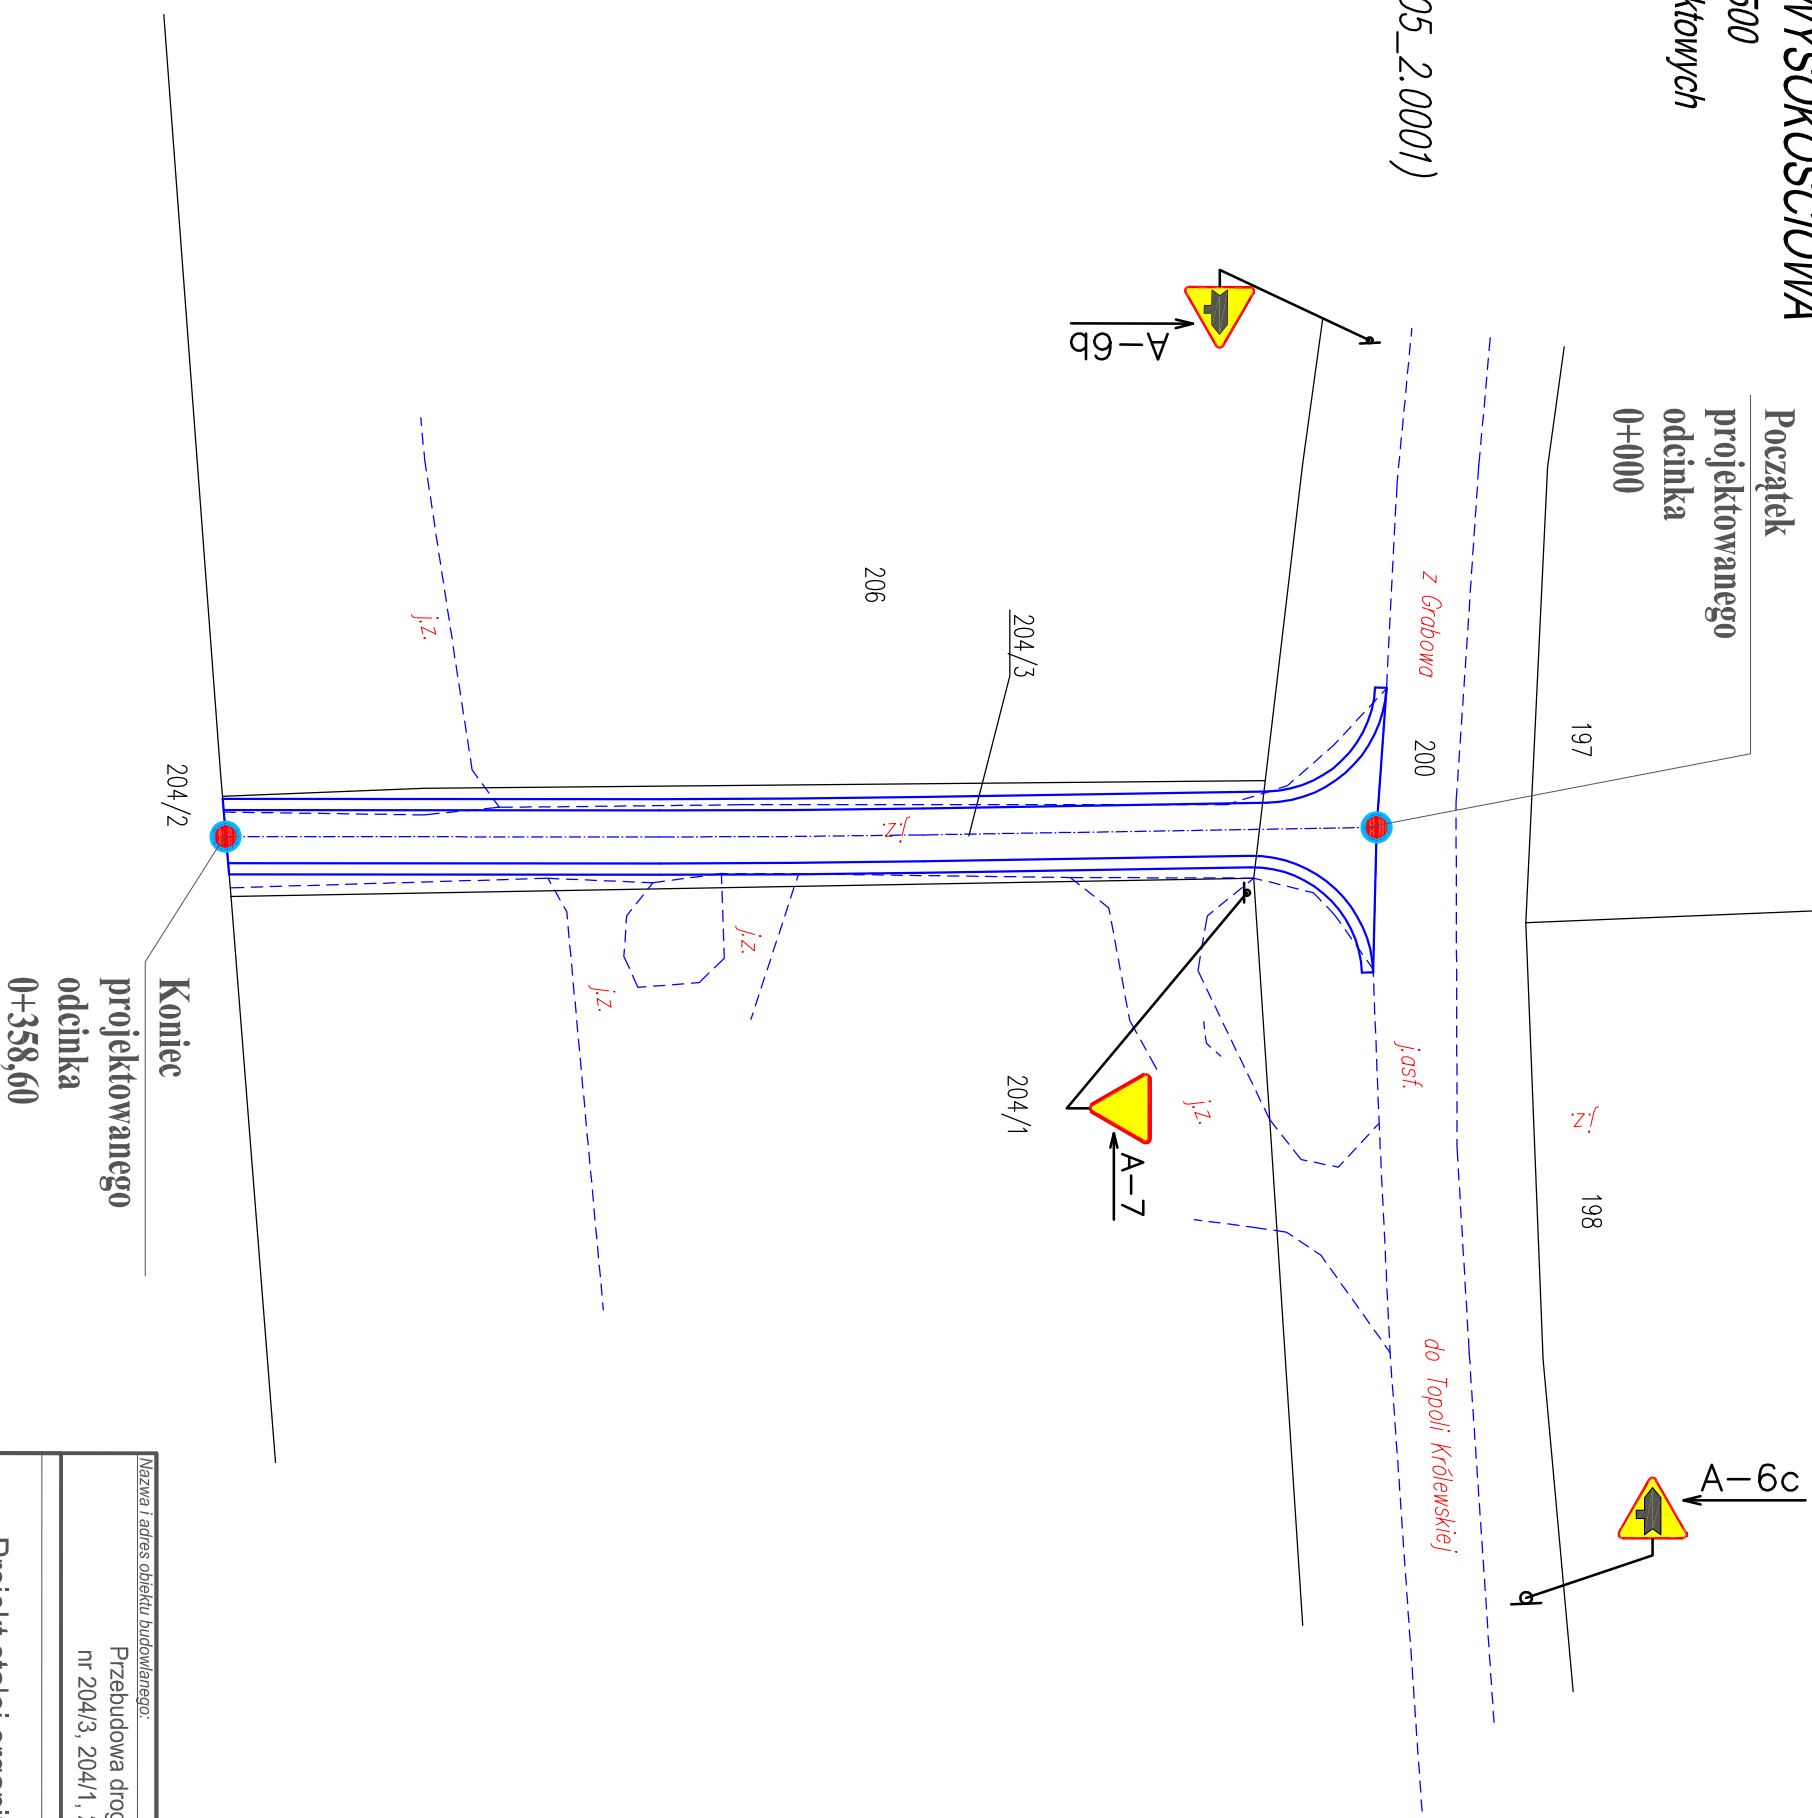 WYSOKOŚCIOWA
500
ktowych
05_2.0001)
Początek
projektowanego
odcinka
0+000
A-6b
z Grabowa
200
197
206
204/3
j.z.
j.z.
204/2
j.z.
j.z.
j.z.
j.asf.
j.z.
198
204/1
A-7
do Topoli Królewskiej
A-6c
Koniec
projektowanego
odcinka
0+358,60
Nazwa i adres obiektu budowlanego:
Przebudowa drog
nr 204/3, 204/1,